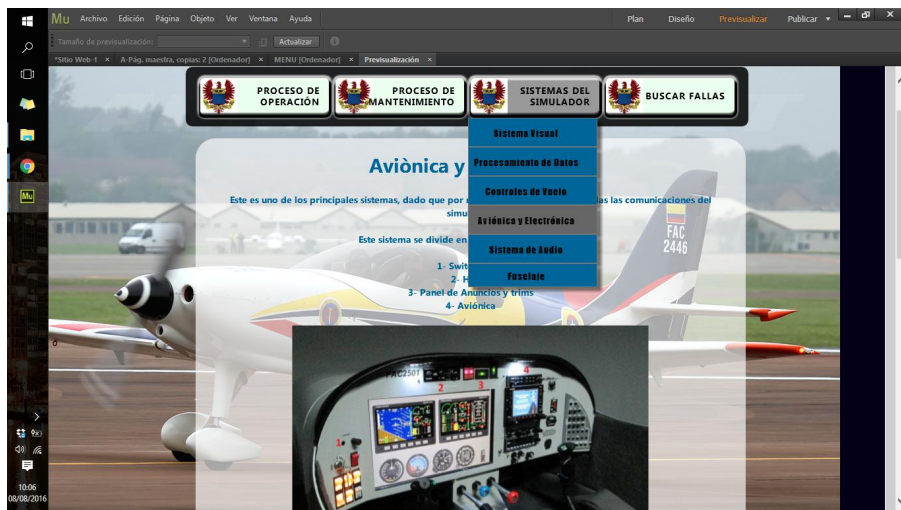 Mu Archivo Edición Página Objeto Ver Ventana Ayuda Plan Diseño Previsualizar Publicar
Tamaño de previsualización: Actualizar
*Sitio Web-1 × A-Pág. maestra, copias: 2 [Ordenador] × MENU [Ordenador] × Previsualización ×
PROCESO DE
OPERACIÓN
PROCESO DE
MANTENIMIENTO
SISTEMAS DEL
SIMULADOR
BUSCAR FALLAS
Sistema Visual
Procesamiento de Datos
Controles de Vuelo
Aviónica y Electrónica
Sistema de Audio
Fuselaje
Aviònica y
Este es uno de los principales sistemas, dado que por las comunicaciones del
simu
Este sistema se divide en
1- Swit
2- H
3- Panel de Anuncios y trims
4- Aviónica
FAC
2446
FAC2501
1
2
3
4
Mu
10:06
08/08/2016